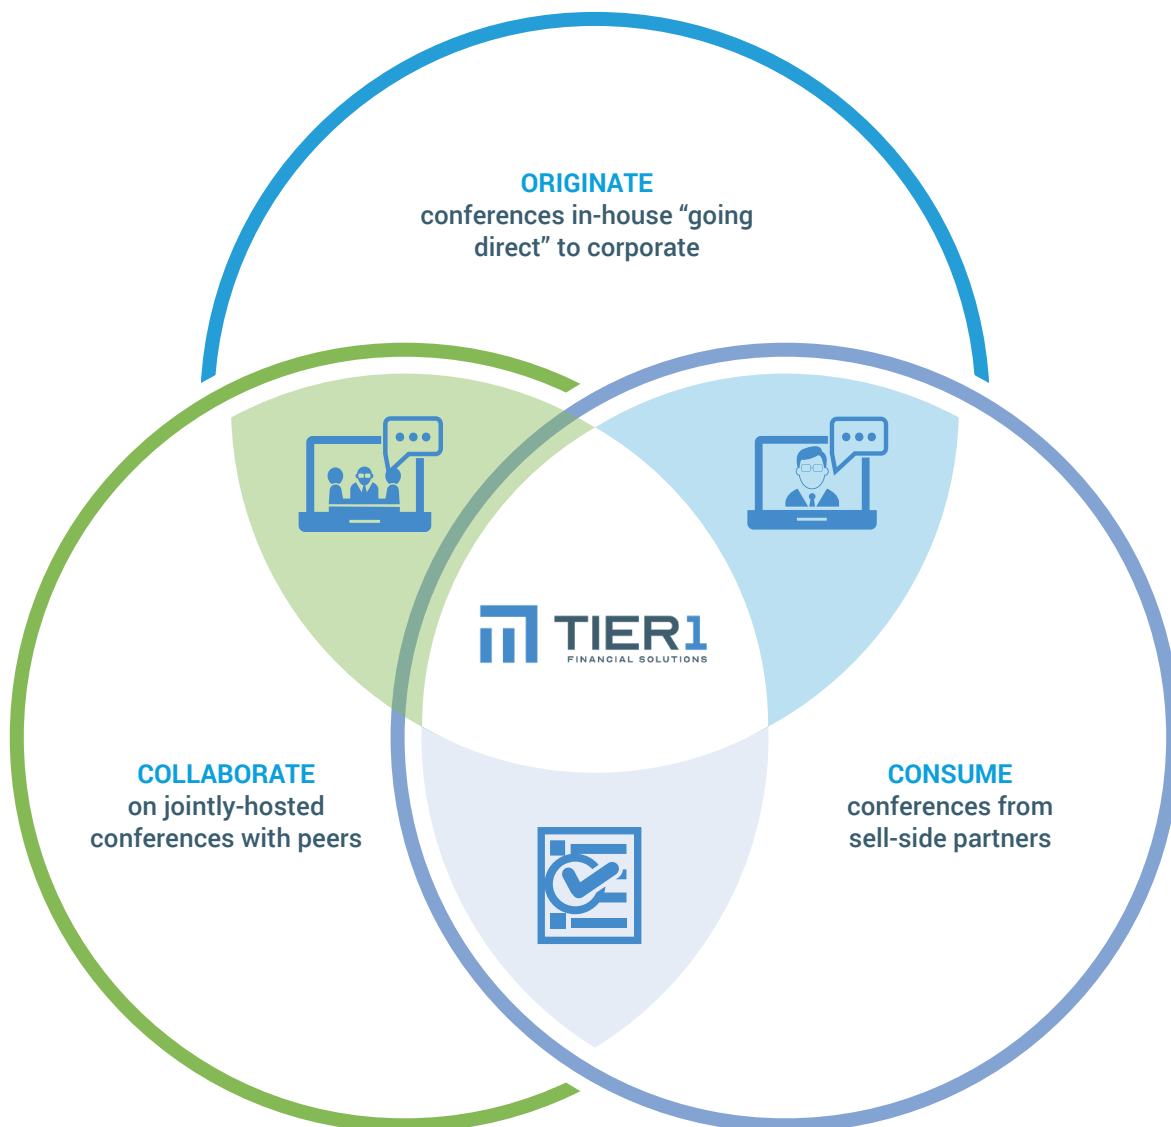 ORIGINATE
conferences in-house “going
direct” to corporate
TIER1
FINANCIAL SOLUTIONS
COLLABORATE
on jointly-hosted
conferences with peers
CONSUME
conferences from
sell-side partners